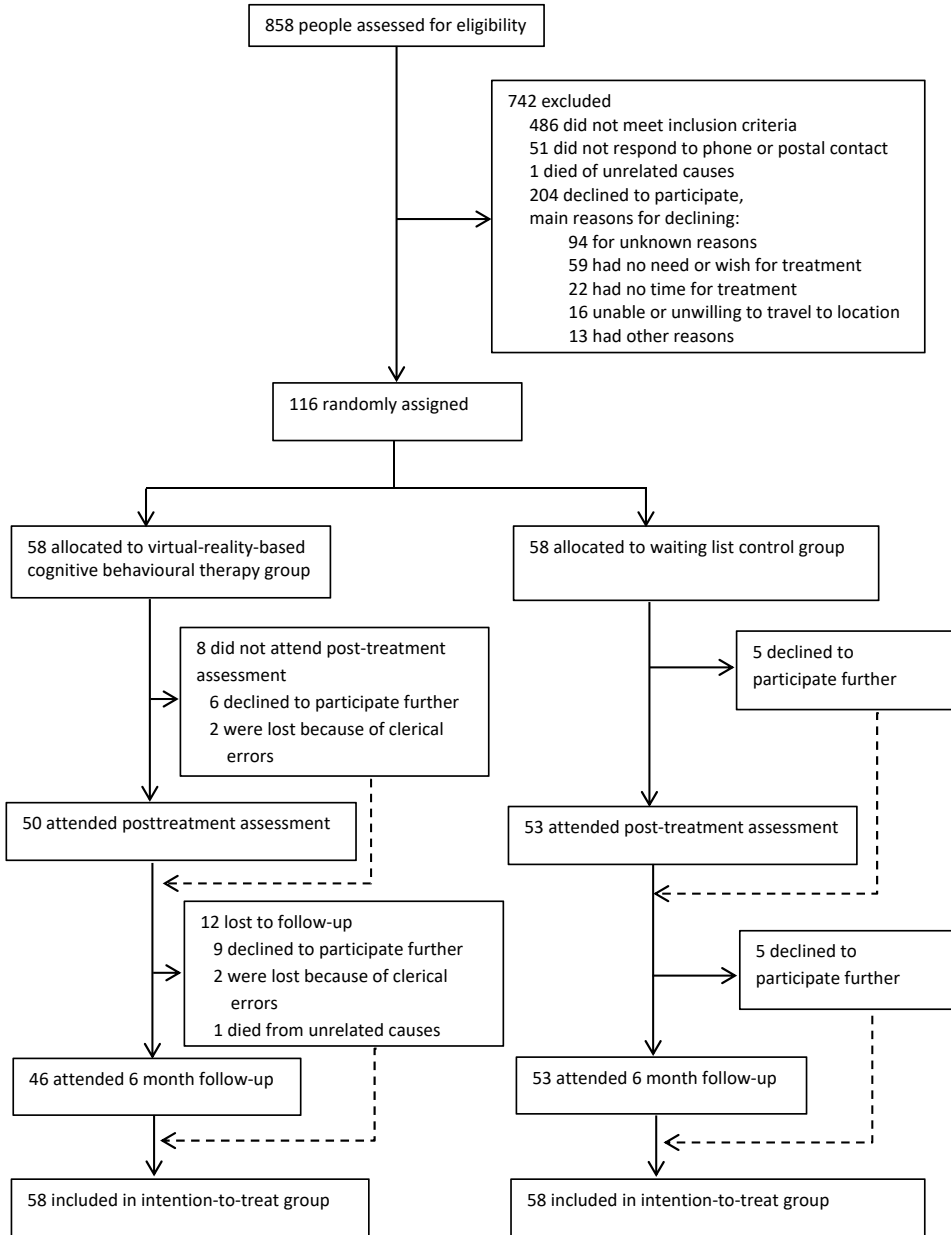 858 people assessed for eligibility
742 excluded
486 did not meet inclusion criteria
51 did not respond to phone or postal contact
1 died of unrelated causes
204 declined to participate,
main reasons for declining:
94 for unknown reasons
59 had no need or wish for treatment
22 had no time for treatment
16 unable or unwilling to travel to location
13 had other reasons
116 randomly assigned
58 allocated to virtual-reality-based
cognitive behavioural therapy group
58 allocated to waiting list control group
8 did not attend post-treatment
assessment
6 declined to participate further
2 were lost because of clerical
errors
5 declined to
participate further
50 attended posttreatment assessment
53 attended post-treatment assessment
12 lost to follow-up
9 declined to participate further
2 were lost because of clerical
errors
1 died from unrelated causes
5 declined to
participate further
46 attended 6 month follow-up
53 attended 6 month follow-up
58 included in intention-to-treat group
58 included in intention-to-treat group